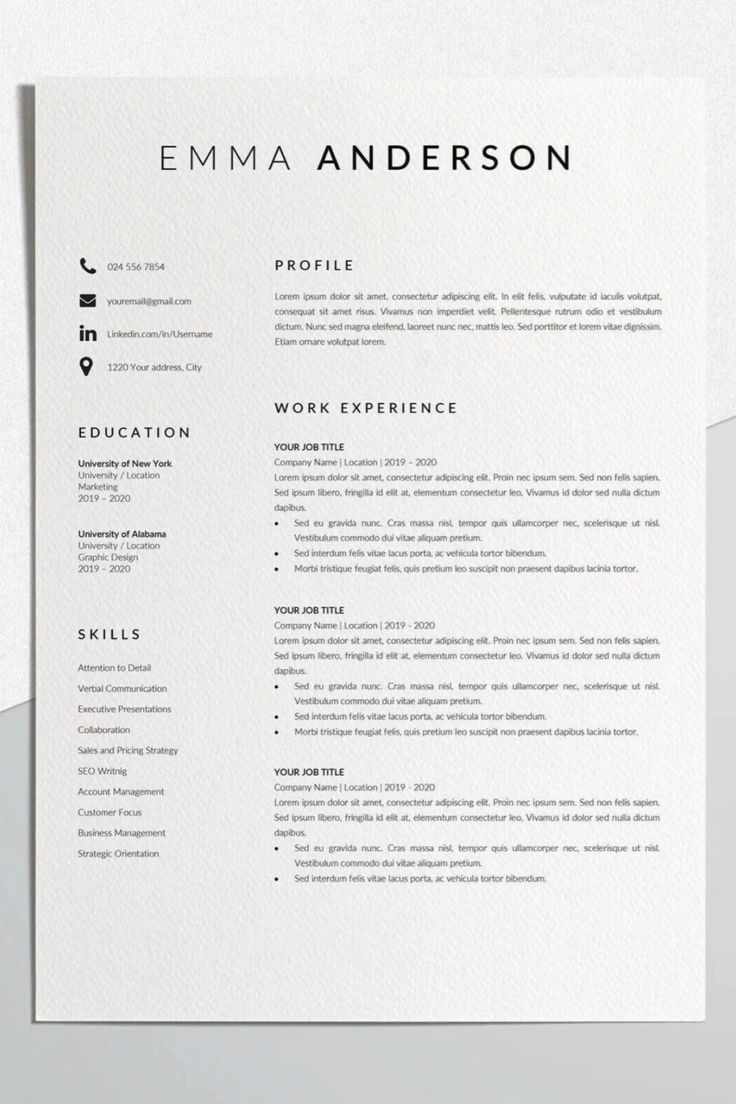 EMMA ANDERSON
024 556 7854
youremail@gmail.com
Linkedin.com/in/Username
1220 Your address, City
EDUCATION
University of New York
University / Location
Marketing
2019 – 2020
University of Alabama
University / Location
Graphic Design
2019 – 2020
SKILLS
Attention to Detail
Verbal Communication
Executive Presentations
Collaboration
Sales and Pricing Strategy
SEO Writnig
Account Management
Customer Focus
Business Management
Strategic Orientation
PROFILE
Lorem ipsum dolor sit amet, consectetur adipiscing elit. In elit felis, vulputate id iaculis volutpat,
consequat sit amet risus. Vivamus non imperdiet velit. Pellentesque rutrum odio et vestibulum
dictum. Nunc sed magna eleifend, laoreet nunc nec, mattis leo. Sed porttitor et lorem vitae dignissim.
Etiam ornare volutpat lorem.
WORK EXPERIENCE
YOUR JOB TITLE
Company Name | Location | 2019 – 2020
Lorem ipsum dolor sit amet, consectetur adipiscing elit. Proin nec ipsum sem. Sed non felis sapien.
Sed ipsum libero, fringilla id elit at, elementum consectetur leo. Vivamus id dolor sed nulla dictum
dapibus.
• Sed eu gravida nunc. Cras massa nisl, tempor quis ullamcorper nec, scelerisque ut nisl.
Vestibulum commodo dui vitae aliquam pretium.
• Sed interdum felis vitae lacus porta, ac vehicula tortor bibendum.
• Morbi tristique feugiat felis, quis pretium leo suscipit non praesent dapibus lacinia tortor.
YOUR JOB TITLE
Company Name | Location | 2019 - 2020
Lorem ipsum dolor sit amet, consectetur adipiscing elit. Proin nec ipsum sem. Sed non felis sapien.
Sed ipsum libero, fringilla id elit at, elementum consectetur leo. Vivamus id dolor sed nulla dictum
dapibus.
• Sed eu gravida nunc. Cras massa nisl, tempor quis ullamcorper nec, scelerisque ut nisl.
Vestibulum commodo dui vitae aliquam pretium.
• Sed interdum felis vitae lacus porta, ac vehicula tortor bibendum.
• Morbi tristique feugiat felis, quis pretium leo suscipit non praesent dapibus lacinia tortor.
YOUR JOB TITLE
Company Name | Location | 2019 - 2020
Lorem ipsum dolor sit amet, consectetur adipiscing elit. Proin nec ipsum sem. Sed non felis sapien.
Sed ipsum libero, fringilla id elit at, elementum consectetur leo. Vivamus id dolor sed nulla dictum
dapibus.
• Sed eu gravida nunc. Cras massa nisl, tempor quis ullamcorper nec, scelerisque ut nisl.
Vestibulum commodo dui vitae aliquam pretium.
• Sed interdum felis vitae lacus porta, ac vehicula tortor bibendum.